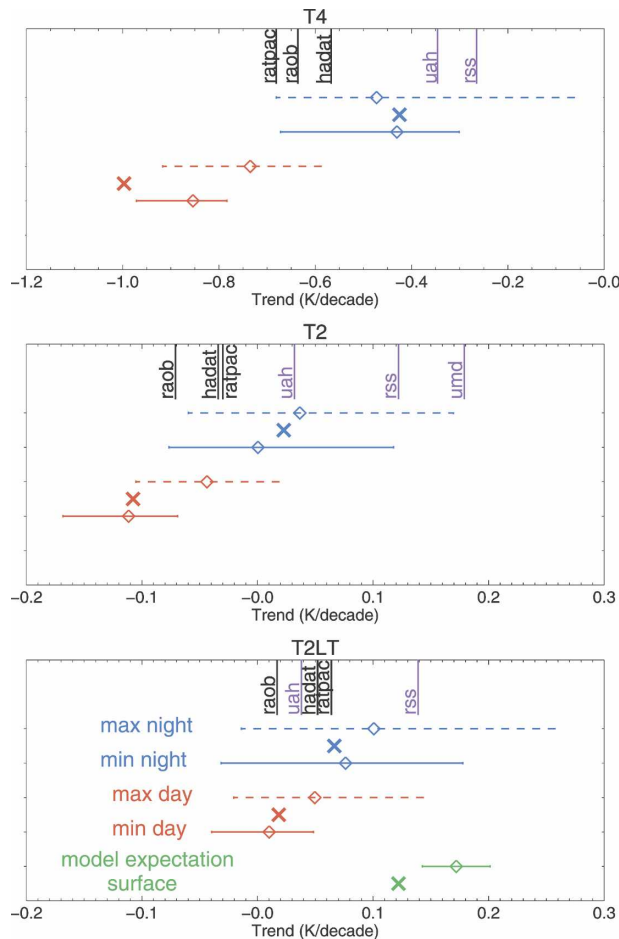 T4
ratpac
raob
hadat
uah
rss
-1.2 -1.0 -0.8 -0.6 -0.4 -0.2 -0.0
Trend (K/decade)
T2
raob
hadat
ratpac
uah
rss
umd
-0.2 -0.1 -0.0 0.1 0.2 0.3
Trend (K/decade)
T2LT
raob
uah
hadat
ratpac
rss
max night
min night
max day
min day
model expectation
surface
-0.2 -0.1 -0.0 0.1 0.2 0.3
Trend (K/decade)